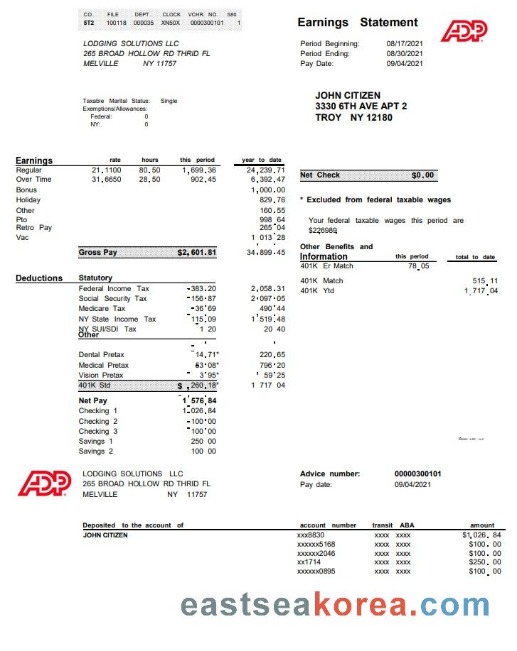 CO. FILE DEPT. CLOCK VCHR. NO. 560
5T2 100118 000035 XN50X 0000300101 1
Earnings Statement
ADP
LODGING SOLUTIONS LLC
265 BROAD HOLLOW RD THRID FL
MELVILLE NY 11757
Period Beginning: 08/17/2021
Period Ending: 08/30/2021
Pay Date: 09/04/2021
Taxable Marital Status: Single
Exemptions/Allowances:
Federal: 0
NY: 0
JOHN CITIZEN
3330 6TH AVE APT 2
TROY NY 12180
Earnings rate hours this period year to date
Regular 21.1100 80.50 1,699.36 24,239.71
Over Time 31.6650 28.50 902.45 6,392.47
Bonus 1,000.00
Holiday 829.76
Other 160.55
Pto 998.64
Retro Pay 265.04
Vac 1 013 28
Gross Pay $2,601.81 34,899.45
Net Check $0.00
* Excluded from federal taxable wages
Your federal taxable wages this period are
Other Benefits and
Information this period total to date
401K Er Match 78.05
401K Match 515.11
401K Ytd 1,717.04
Deductions Statutory
Federal Income Tax -383.20 2,058.31
Social Security Tax -156.87 2,097.05
Medicare Tax -36.69 490.44
NY State Income Tax 115.09 1,519.48
NY SUI/SDI Tax 1 20 20 40
Other
Dental Pretax 14.71* 220.65
Medical Pretax 796.20
Vision Pretax 3.95* 59.25
401K Std $ 260.18* 1 717 04
Net Pay 1,576.84
Checking 1 1,026.84
Checking 2 -100.00
Checking 3 -100.00
Savings 1 250 00
Savings 2 100 00
ADP
LODGING SOLUTIONS LLC
265 BROAD HOLLOW RD THRID FL
MELVILLE NY 11757
Advice number: 00000300101
Pay date: 09/04/2021
Deposited to the account of account number transit ABA amount
JOHN CITIZEN xxx8830 xxxx xxxx $1,026.84
xxxxxx5168 xxxx xxxx $100.00
xxxxxx2046 xxxx xxxx $100.00
xx1714 xxxx xxxx $250.00
xxxxxx0895 xxxx xxxx $100.00
eastseakorea.com